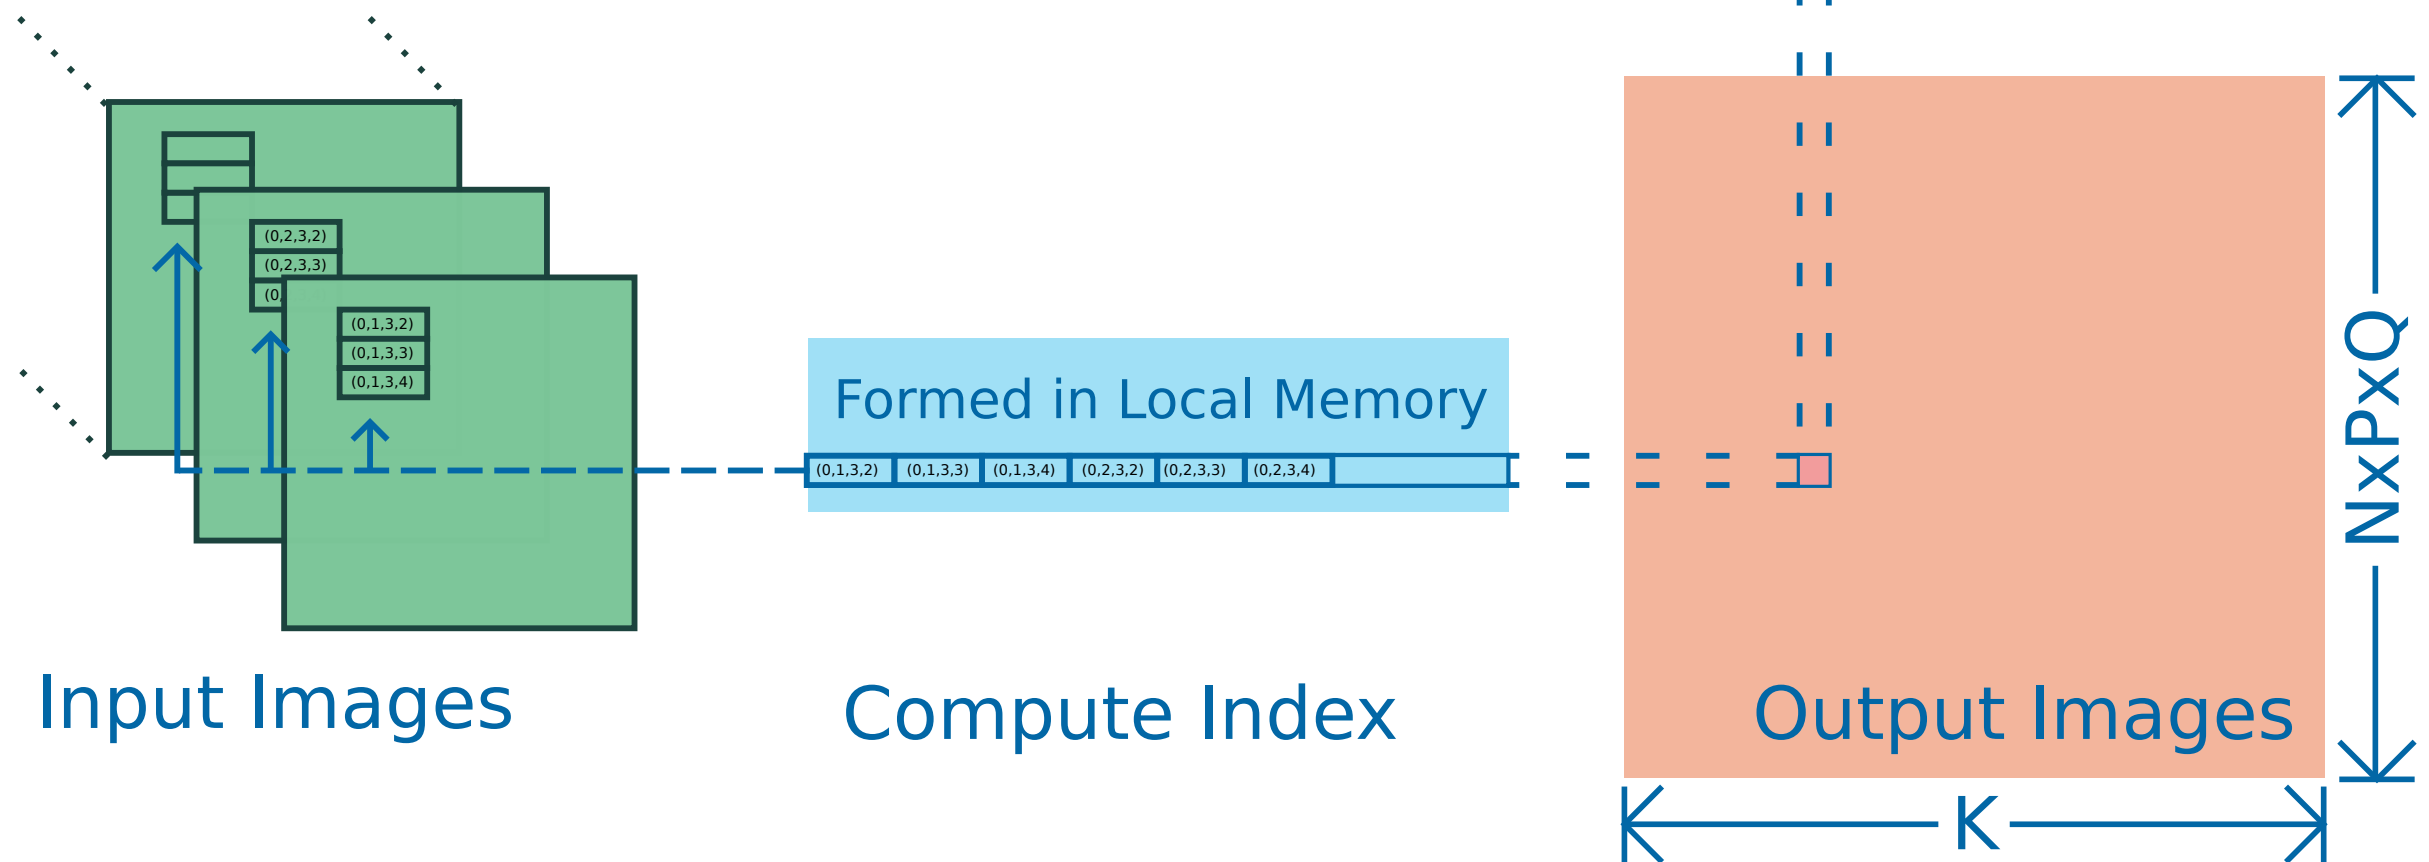 (0,2,3,2)
(0,2,3,3)
(0,
(0,1,3,2)
(0,1,3,3)
(0,1,3,4)
Formed in Local Memory
(0,1,3,2) (0,1,3,3) (0,1,3,4) (0,2,3,2) (0,2,3,3) (0,2,3,4)
NxPxQ
Input Images
Compute Index
Output Images
K